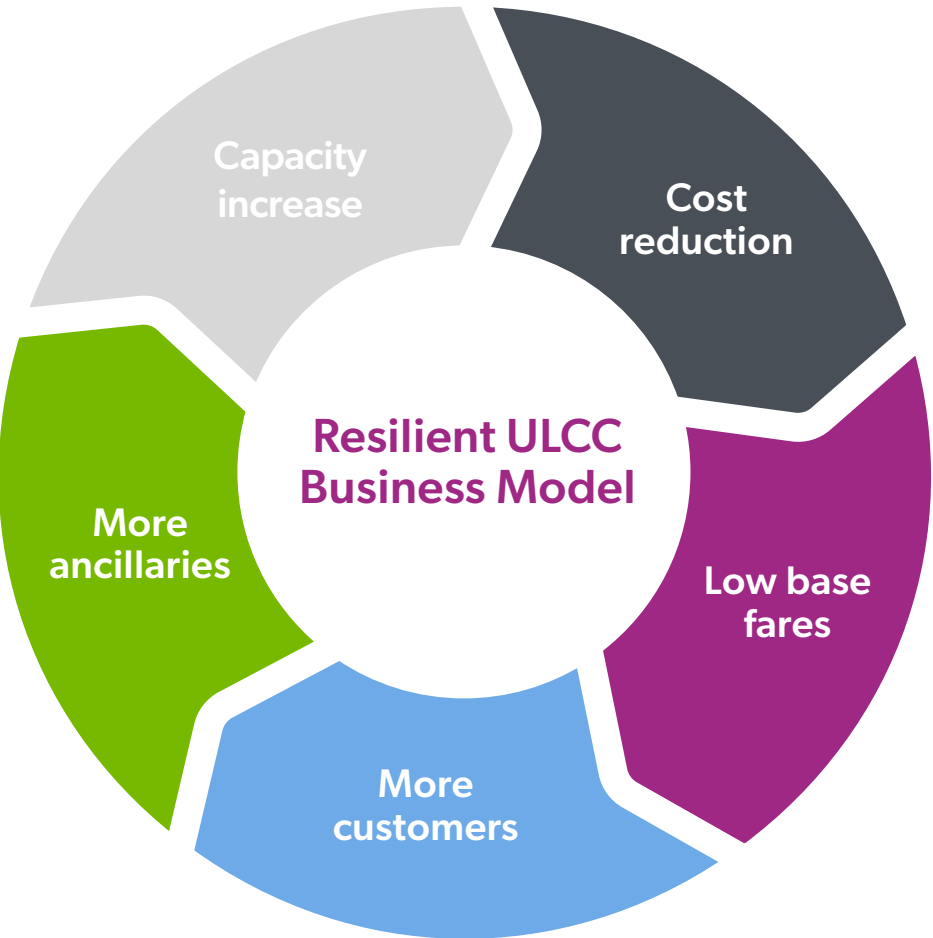 Capacity
increase
Cost
reduction
Resilient ULCC
Business Model
More
ancillaries
Low base
fares
More
customers